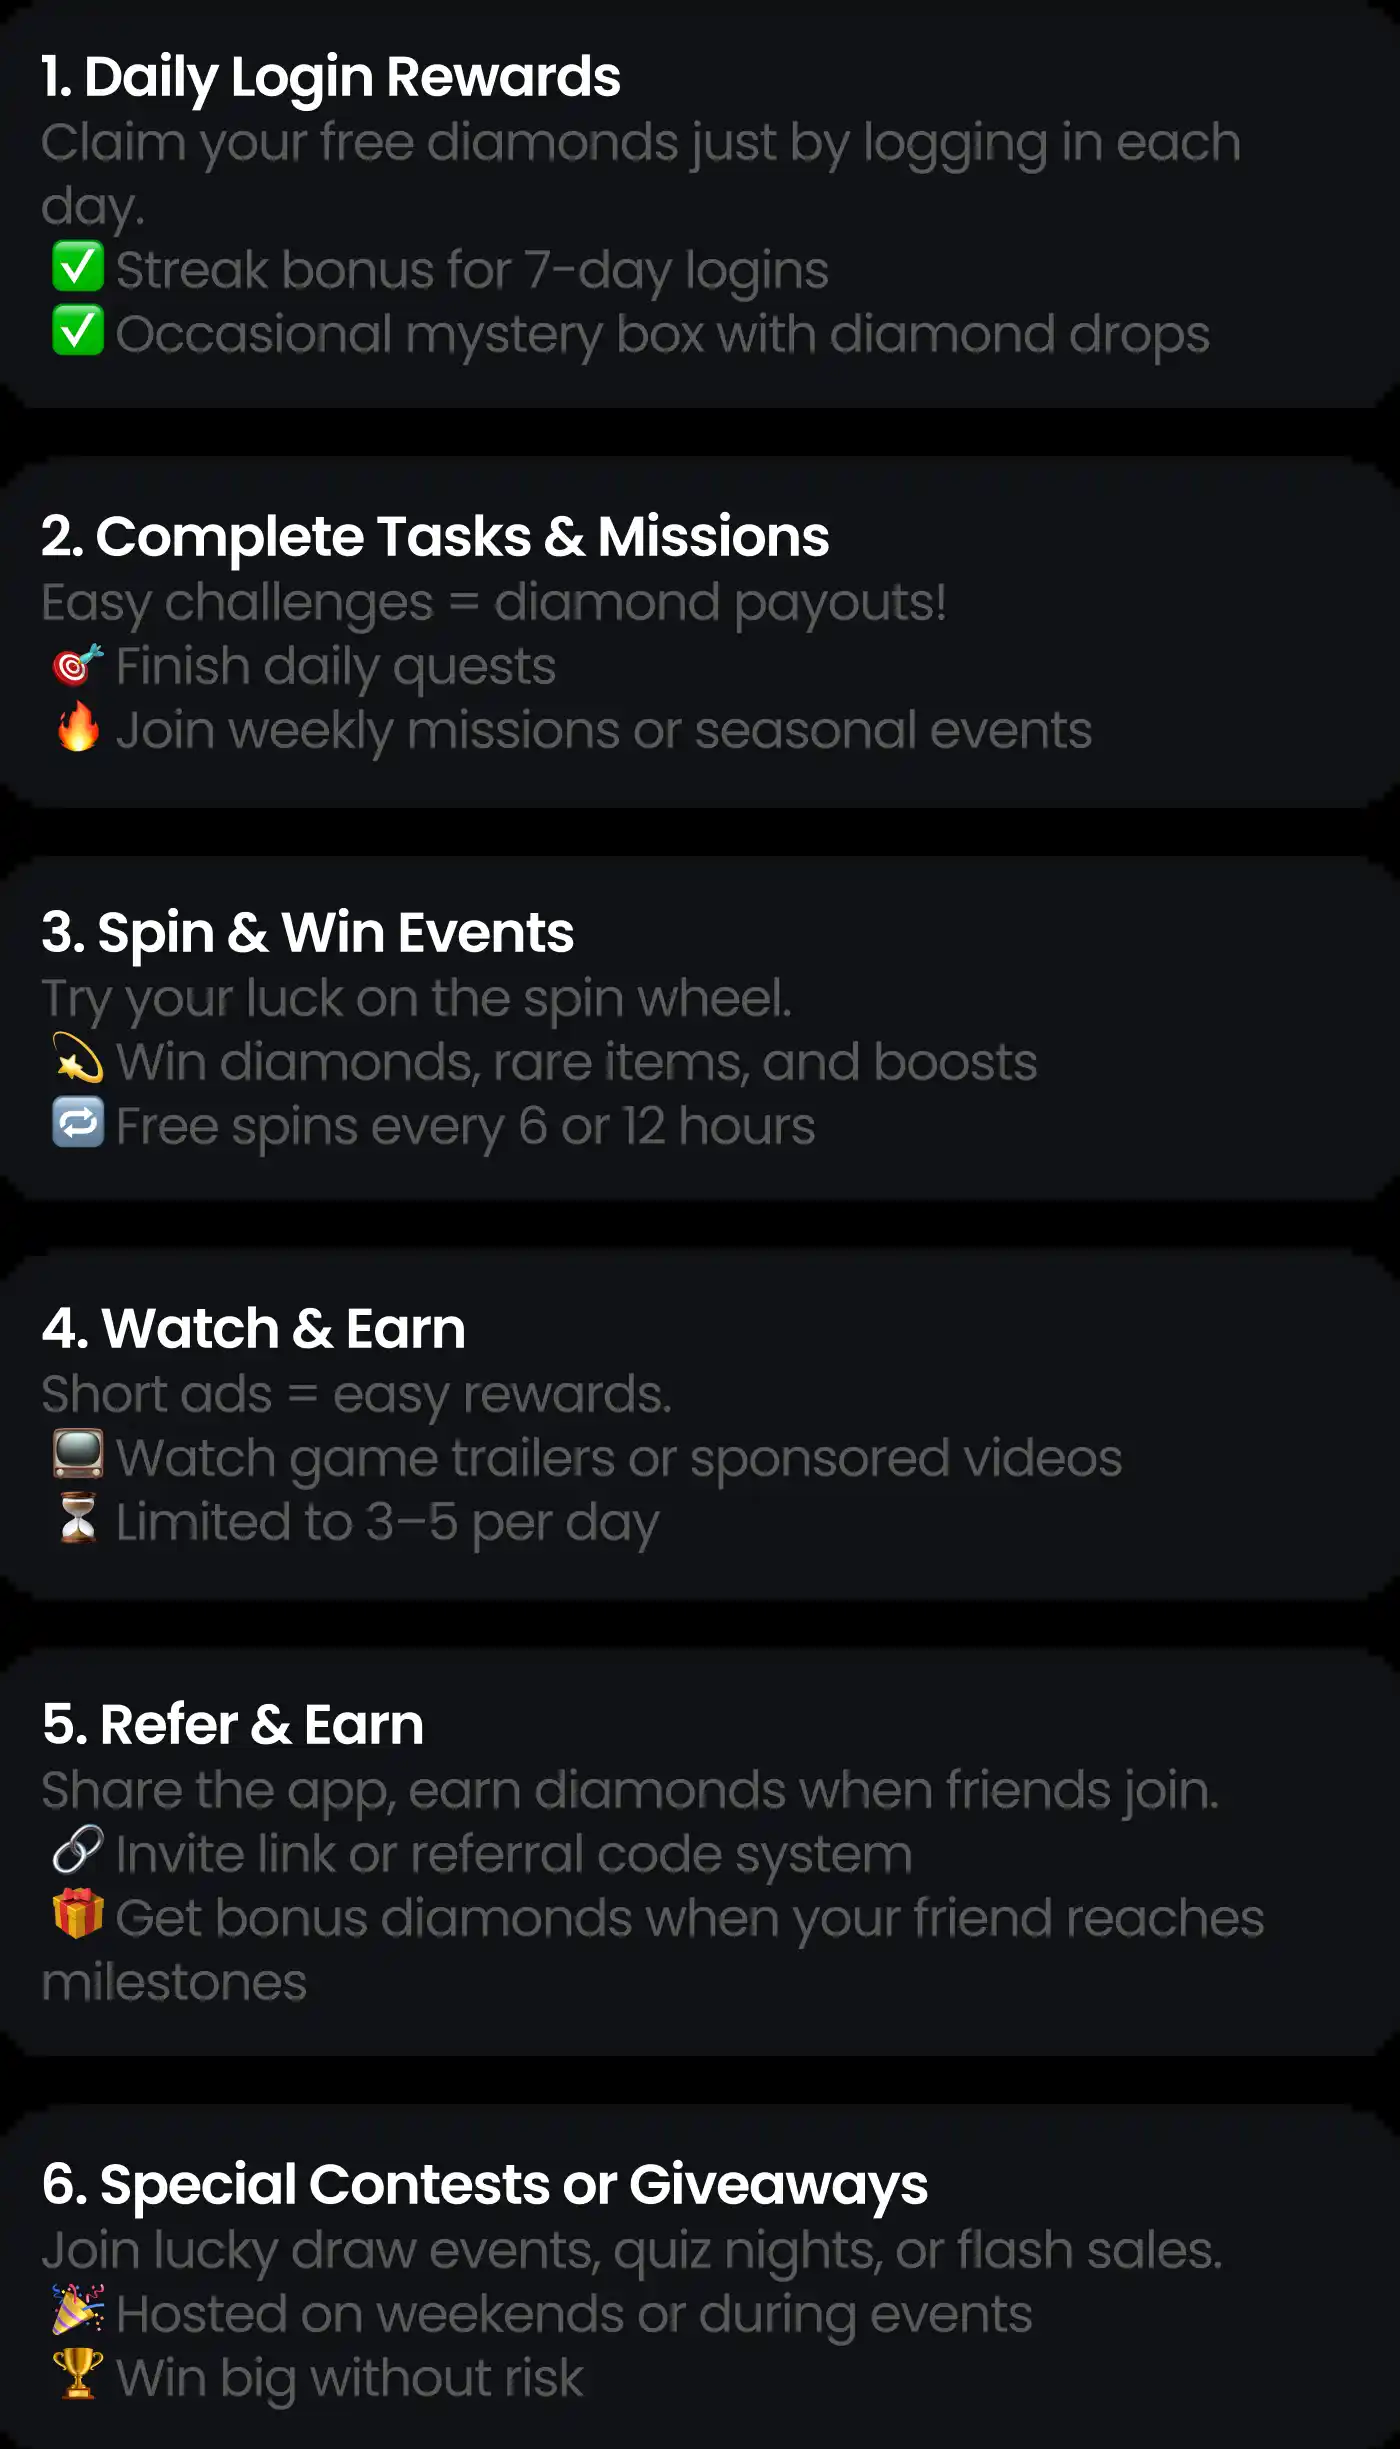 1. Daily Login Rewards
Claim your free diamonds just by logging in each
day.
✅ Streak bonus for 7-day logins
✅ Occasional mystery box with diamond drops
2. Complete Tasks & Missions
Easy challenges = diamond payouts!
🎯 Finish daily quests
🔥 Join weekly missions or seasonal events
3. Spin & Win Events
Try your luck on the spin wheel.
💫 Win diamonds, rare items, and boosts
🔁 Free spins every 6 or 12 hours
4. Watch & Earn
Short ads = easy rewards.
📺 Watch game trailers or sponsored videos
⏳ Limited to 3–5 per day
5. Refer & Earn
Share the app, earn diamonds when friends join.
🔗 Invite link or referral code system
🎁 Get bonus diamonds when your friend reaches
milestones
6. Special Contests or Giveaways
Join lucky draw events, quiz nights, or flash sales.
🎉 Hosted on weekends or during events
🏆 Win big without risk